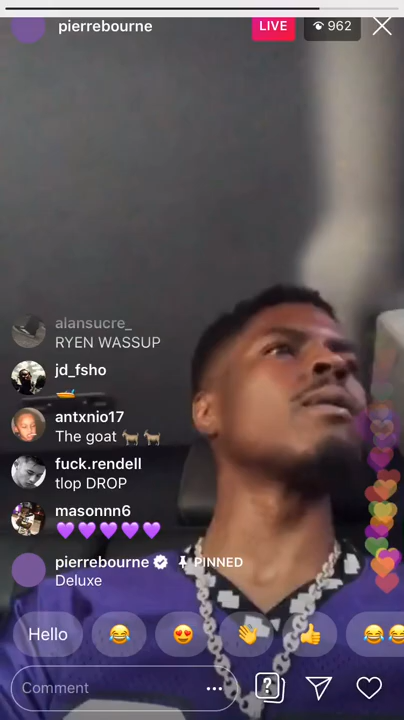 pierrebourne
LIVE
962
alansucre_
RYEN WASSUP
jd_fsho
antxnio17
The goat 🐐 🐐
fuck.rendell
tlop DROP
masonnn6
💜💜💜💜💜
pierrebourne PINNED
Deluxe
Hello
Comment